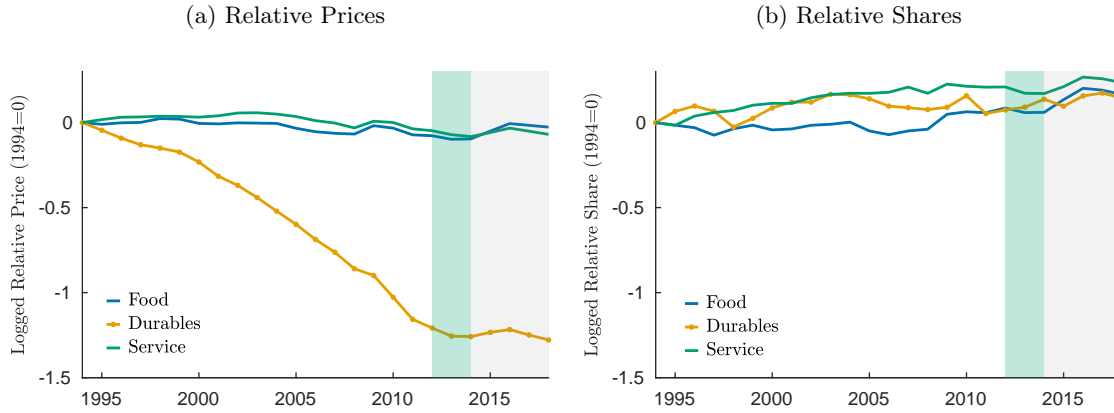 (a) Relative Prices
Logged Relative Price (1994=0)
0
-0.5
-1
-1.5
Food
Durables
Service
1995 2000 2005 2010 2015
(b) Relative Shares
Logged Relative Share (1994=0)
0
-0.5
-1
-1.5
Food
Durables
Service
1995 2000 2005 2010 2015